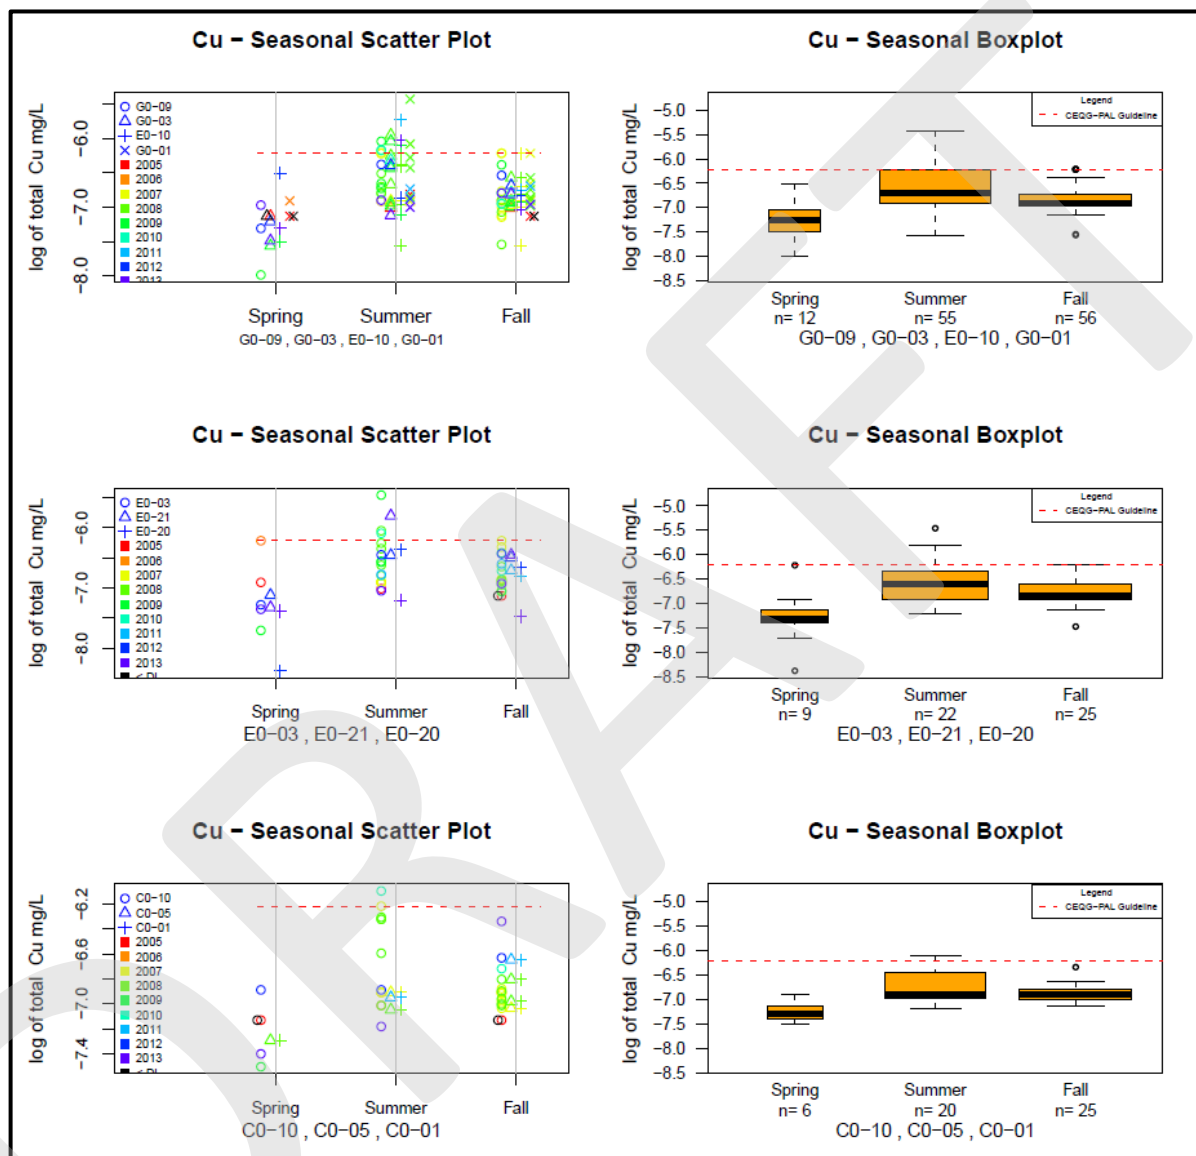 Cu − Seasonal Scatter Plot
log of total Cu mg/L
−6.0
−7.0
−8.0
G0−09
G0−03
E0−10
G0−01
2005
2006
2007
2008
2009
2010
2011
2012
2013
Spring
Summer
Fall
G0−09 , G0−03 , E0−10 , G0−01
Cu − Seasonal Boxplot
log of total Cu mg/L
−5.0
−5.5
−6.0
−6.5
−7.0
−7.5
−8.0
−8.5
Legend
CEQG−PAL Guideline
Spring
n= 12
Summer
n= 55
Fall
n= 56
G0−09 , G0−03 , E0−10 , G0−01
Cu − Seasonal Scatter Plot
log of total Cu mg/L
−6.0
−7.0
−8.0
E0−03
E0−21
E0−20
2005
2006
2007
2008
2009
2010
2011
2012
2013
< DL
Spring
Summer
Fall
E0−03 , E0−21 , E0−20
Cu − Seasonal Boxplot
log of total Cu mg/L
−5.0
−5.5
−6.0
−6.5
−7.0
−7.5
−8.0
−8.5
Legend
CEQG−PAL Guideline
Spring
n= 9
Summer
n= 22
Fall
n= 25
E0−03 , E0−21 , E0−20
Cu − Seasonal Scatter Plot
log of total Cu mg/L
−6.2
−6.6
−7.0
−7.4
C0−10
C0−05
C0−01
2005
2006
2007
2008
2009
2010
2011
2012
2013
< DL
Spring
Summer
Fall
C0−10 , C0−05 , C0−01
Cu − Seasonal Boxplot
log of total Cu mg/L
−5.0
−5.5
−6.0
−6.5
−7.0
−7.5
−8.0
−8.5
Legend
CEQG−PAL Guideline
Spring
n= 6
Summer
n= 20
Fall
n= 25
C0−10 , C0−05 , C0−01
DRAFT